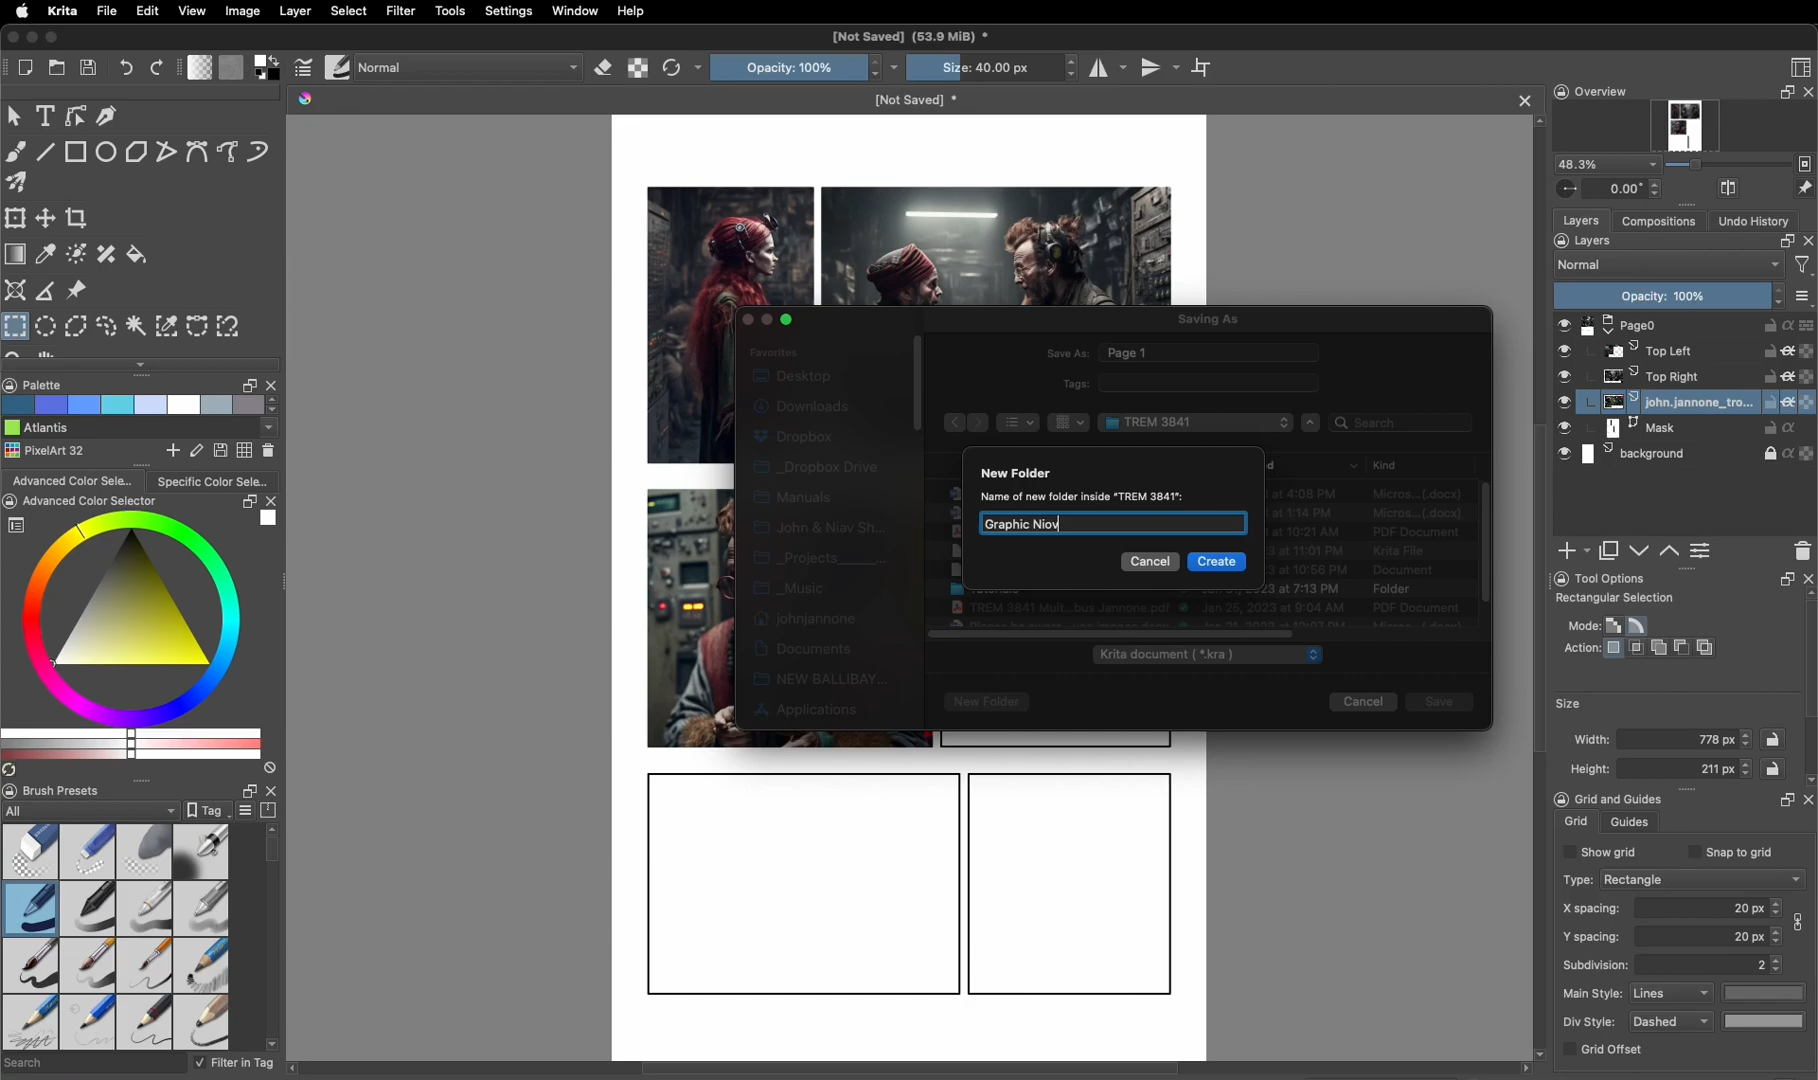 Krita File Edit View Image Layer Select Filter Tools Settings Window Help
[Not Saved] (53.9 MiB) *
Normal Opacity: 100% Size: 40.00 px
[Not Saved] *
Overview
48.3%
0.00°
Layers Compositions Undo History
Layers
Normal
Opacity: 100%
Page0
Top Left
Top Right
john.jannone_tro...
Mask
background
Tool Options
Rectangular Selection
Mode:
Action:
Size
Width: 778 px
Height: 211 px
Grid and Guides
Grid Guides
Show grid Snap to grid
Type: Rectangle
X spacing: 20 px
Y spacing: 20 px
Subdivision: 2
Main Style: Lines
Div Style: Dashed
Grid Offset
Palette
Atlantis
PixelArt 32
Advanced Color Sele... Specific Color Sele...
Advanced Color Selector
Brush Presets
All Tag
Search Filter in Tag
Saving As
Favorites
Desktop
Downloads
Dropbox
_Dropbox Drive
Manuals
John & Niav Sh...
_Projects_____...
_Music
johnjannone
Documents
NEW BALLIBAY...
Applications
Save As: Page 1
Tags:
TREM 3841 Search
d Kind
at 4:08 PM Micros...(.docx)
at 1:14 PM Micros...(.docx)
at 10:21 AM PDF Document
at 11:01 PM Krita File
at 10:56 PM Document
23 at 7:13 PM Folder
TREM 3841 Mult...bus Jannone.pdf Jan 25, 2023 at 9:04 AM PDF Document
New Folder
Name of new folder inside "TREM 3841":
Graphic Niov
Cancel Create
Krita document ( *.kra )
New Folder Cancel Save